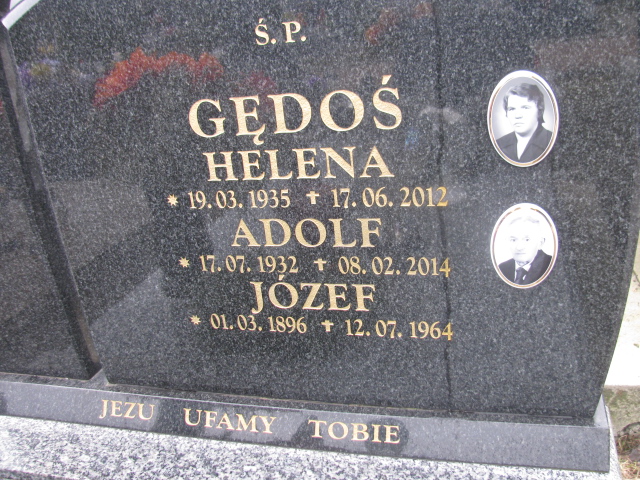 Ś. P.
GĘDOŚ
HELENA
* 19. 03. 1935 ✝ 17. 06. 2012
ADOLF
* 17. 07. 1932 ✝ 08. 02. 2014
JÓZEF
* 01. 03. 1896 ✝ 12. 07. 1964
JEZU UFAMY TOBIE